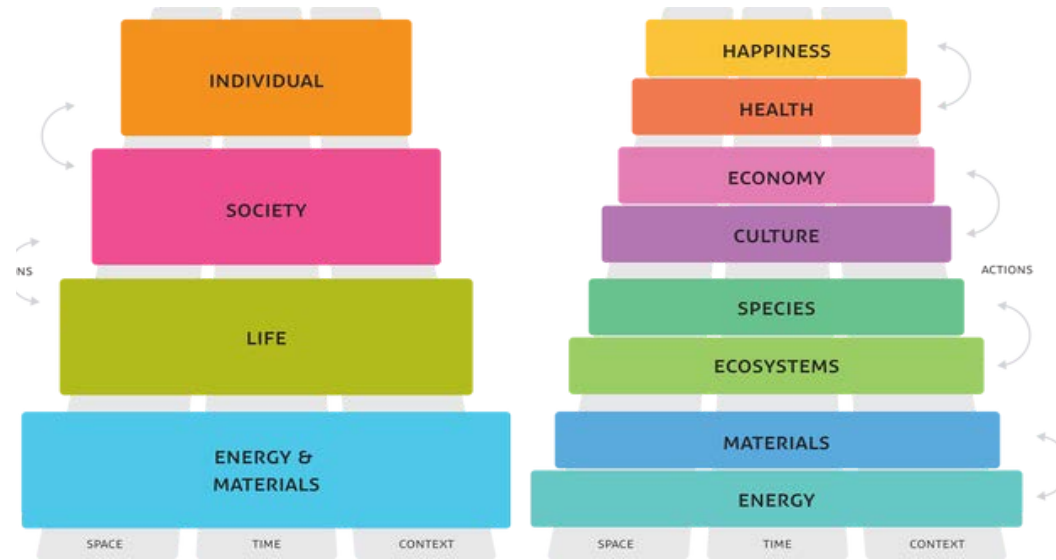 INDIVIDUAL
SOCIETY
NS
LIFE
ENERGY &
MATERIALS
SPACE
TIME
CONTEXT
HAPPINESS
HEALTH
ECONOMY
CULTURE
ACTIONS
SPECIES
ECOSYSTEMS
MATERIALS
ENERGY
SPACE
TIME
CONTEXT